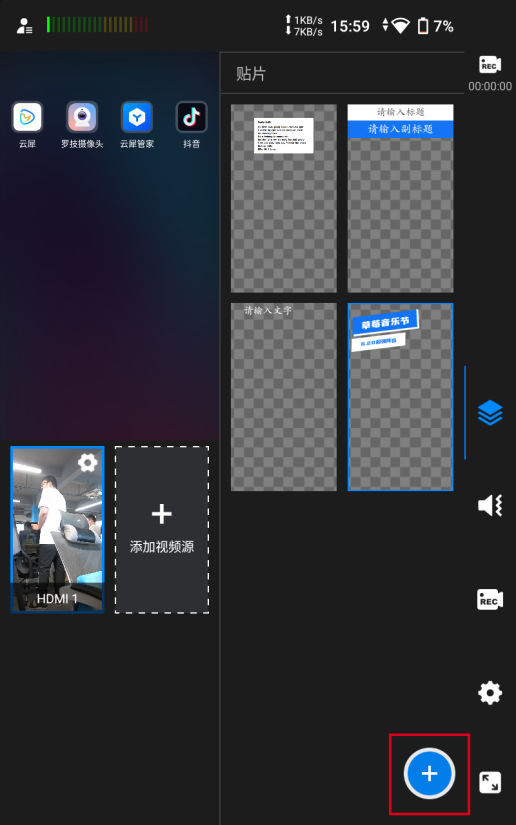 1KB/s
7KB/s
15:59
7%
贴片
REC
00:00:00
云犀
罗技摄像头
云犀管家
抖音
请输入标题
请输入副标题
请输入文字
草莓音乐节
HDMI 1
添加视频源
REC